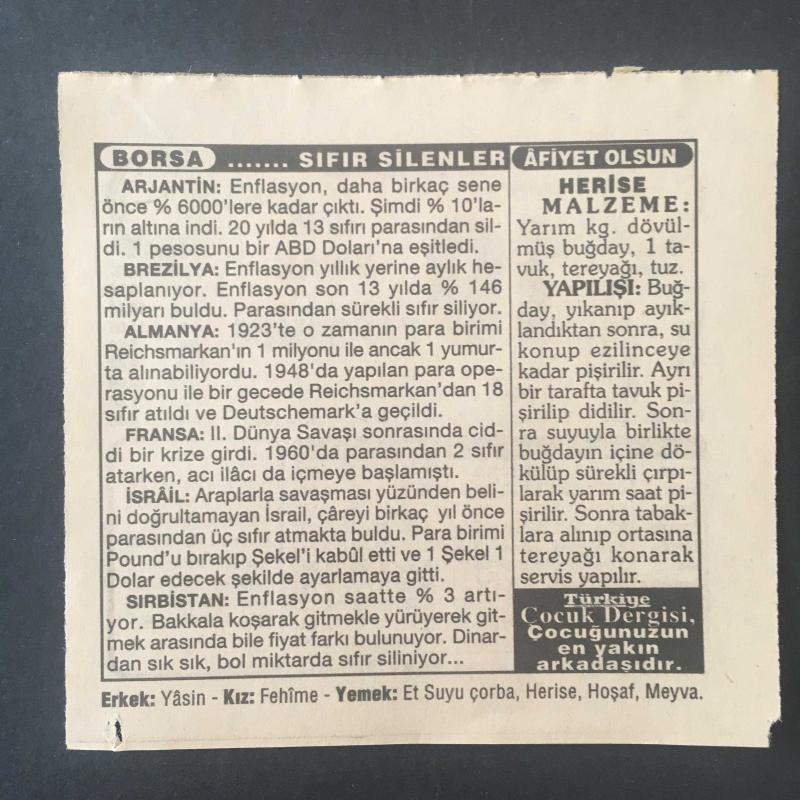 BORSA ....... SIFIR SİLENLER
ARJANTİN: Enflasyon, daha birkaç sene
önce % 6000'lere kadar çıktı. Şimdi % 10'la-
rın altına indi. 20 yılda 13 sıfırı parasından sil-
di. 1 pesosunu bir ABD Doları'na eşitledi.
BREZİLYA: Enflasyon yıllık yerine aylık he-
saplanıyor. Enflasyon son 13 yılda % 146
milyarı buldu. Parasından sürekli sıfır siliyor.
ALMANYA: 1923'te o zamanın para birimi
Reichsmarkan'ın 1 milyonu ile ancak 1 yumur-
ta alınabiliyordu. 1948'da yapılan para ope-
rasyonu ile bir gecede Reichsmarkan'dan 18
sıfır atıldı ve Deutschemark'a geçildi.
FRANSA: II. Dünya Savaşı sonrasında cid-
di bir krize girdi. 1960'da parasından 2 sıfır
atarken, acı ilâcı da içmeye başlamıştı.
İSRÂİL: Araplarla savaşması yüzünden beli-
ni doğrultamayan İsrail, çâreyi birkaç yıl önce
parasından üç sıfır atmakta buldu. Para birimi
Pound'u bırakıp Şekel'i kabûl etti ve 1 Şekel 1
Dolar edecek şekilde ayarlamaya gitti.
SIRBİSTAN: Enflasyon saatte % 3 artı-
yor. Bakkala koşarak gitmekle yürüyerek git-
mek arasında bile fiyat farkı bulunuyor. Dinar-
dan sık sık, bol miktarda sıfır siliniyor...
ÂFİYET OLSUN
HERİSE
MALZEME:
Yarım kg. dövül-
müş buğday, 1 ta-
vuk, tereyağı, tuz.
YAPILIŞI: Buğ-
day, yıkanıp ayık-
landıktan sonra, su
konup ezilinceye
kadar pişirilir. Ayrı
bir tarafta tavuk pi-
şirilip didilir. Son-
ra suyuyla birlikte
buğdayın içine dö-
külüp sürekli çırpı-
larak yarım saat pi-
şirilir. Sonra tabak-
lara alınıp ortasına
tereyağı konarak
servis yapılır.
Türkiye
Çocuk Dergisi,
Çocuğunuzun
en yakın
arkadaşıdır.
Erkek: Yâsin - Kız: Fehîme - Yemek: Et Suyu çorba, Herise, Hoşaf, Meyva.